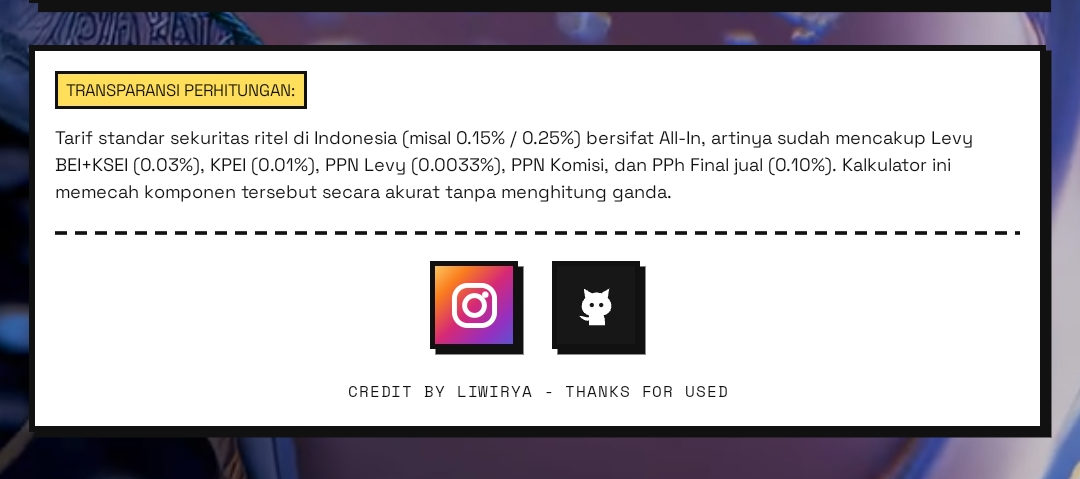 TRANSPARANSI PERHITUNGAN:
Tarif standar sekuritas ritel di Indonesia (misal 0.15% / 0.25%) bersifat All-In, artinya sudah mencakup Levy
BEI+KSEI (0.03%), KPEI (0.01%), PPN Levy (0.0033%), PPN Komisi, dan PPh Final jual (0.10%). Kalkulator ini
memecah komponen tersebut secara akurat tanpa menghitung ganda.
CREDIT BY LIWIRYA - THANKS FOR USED